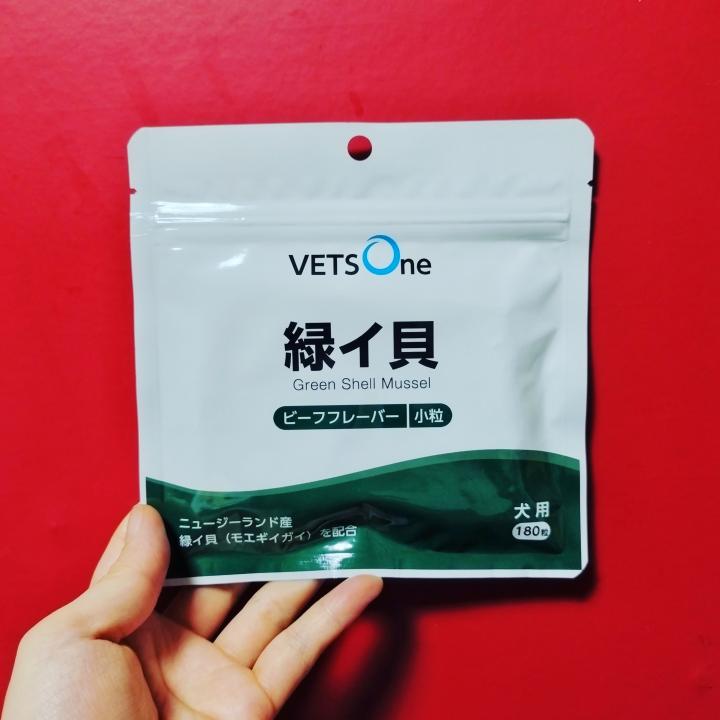 VETSOne
緑イ貝
Green Shell Mussel
ビーフフレーバー 小粒
ニュージーランド産
緑イ貝（モエギイガイ）を配合
犬用
180粒